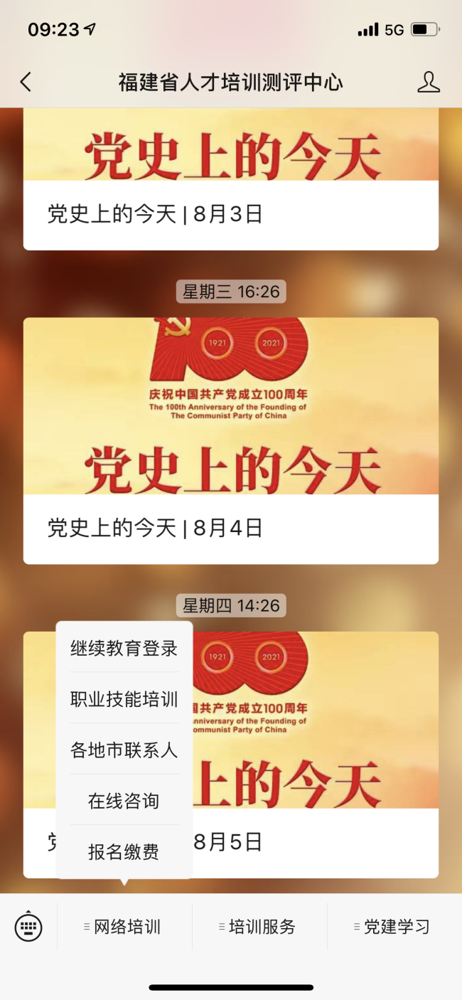 09:23
5G
福建省人才培训测评中心
党史上的今天
党史上的今天 | 8月3日
星期三 16:26
1921 2021
庆祝中国共产党成立100周年
The 100th Anniversary of the Founding of
The Communist Party of China
党史上的今天
党史上的今天 | 8月4日
星期四 14:26
1921 2021
共产党成立100周年
nniversary of the Founding of
ommunist Party of China
上的今天
8月5日
继续教育登录
职业技能培训
各地市联系人
在线咨询
报名缴费
网络培训
培训服务
党建学习